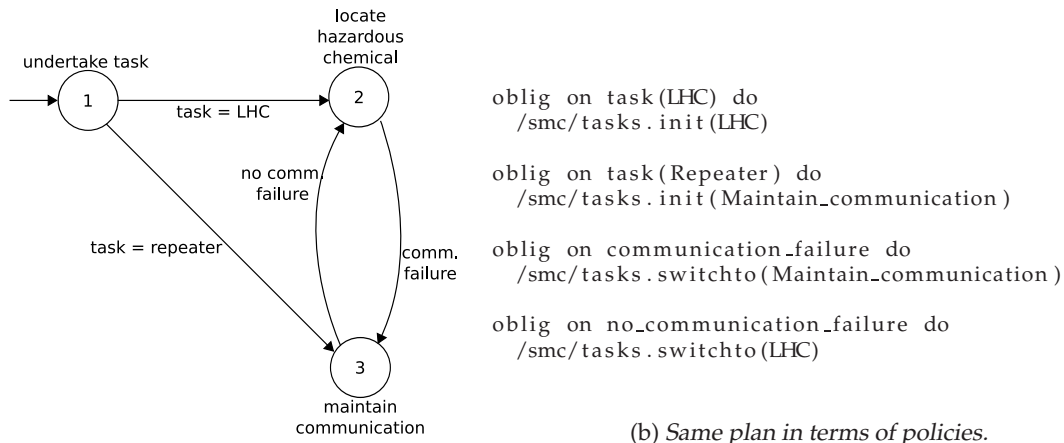 undertake task
1
task = LHC
locate
hazardous
chemical
2
no comm.
failure
task = repeater
comm.
failure
3
maintain
communication
oblig on task(LHC) do
/smc/tasks.init(LHC)
oblig on task(Repeater) do
/smc/tasks.init(Maintain_communication)
oblig on communication_failure do
/smc/tasks.switchto(Maintain_communication)
oblig on no_communication_failure do
/smc/tasks.switchto(LHC)
(b) Same plan in terms of policies.